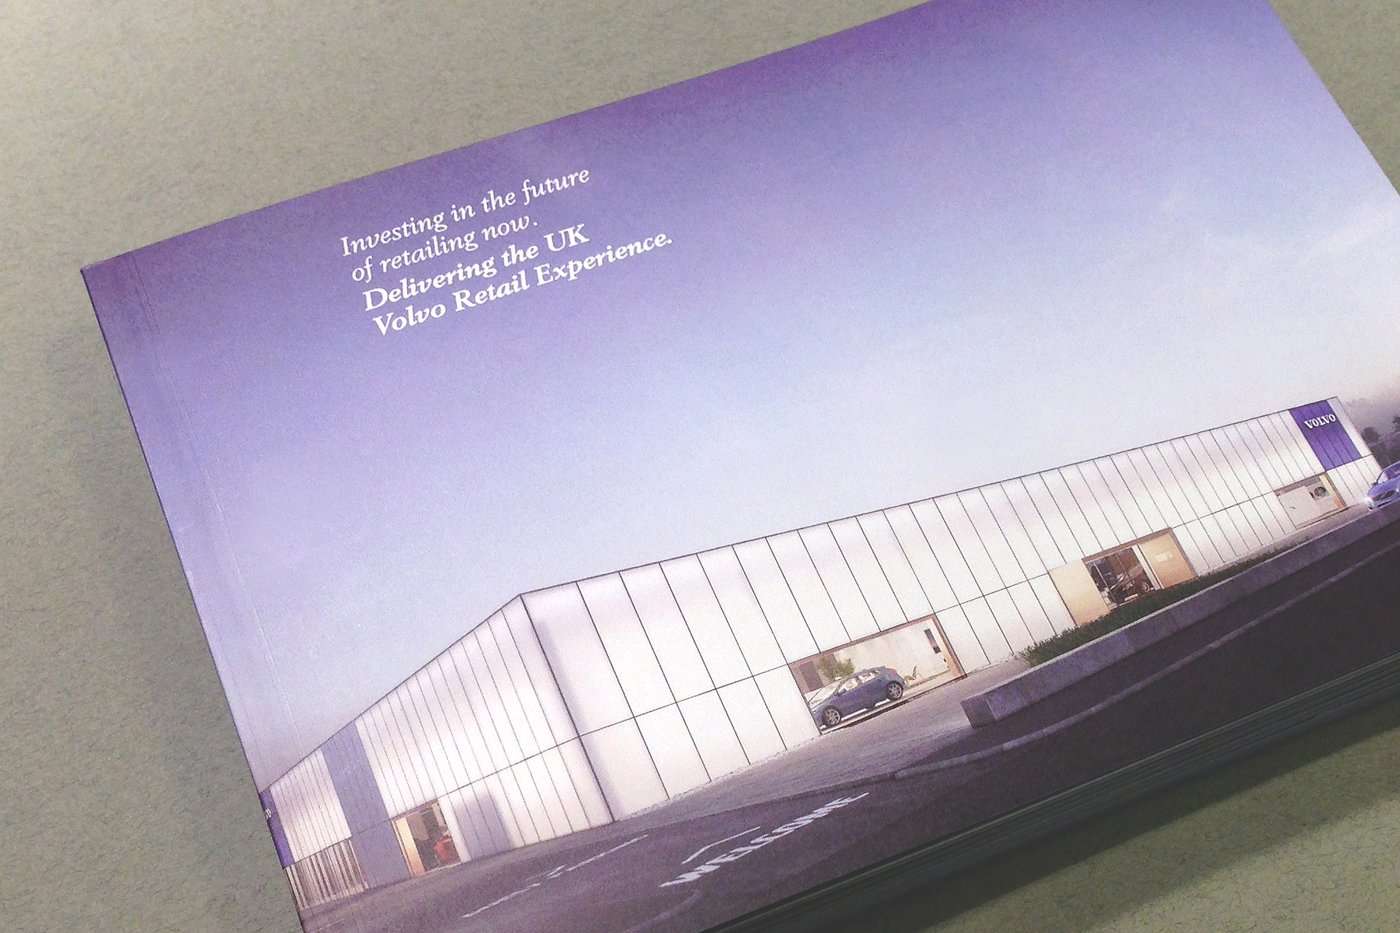 Investing in the future
of retailing now.
Delivering the UK
Volvo Retail Experience.
VOLVO
WELCOME